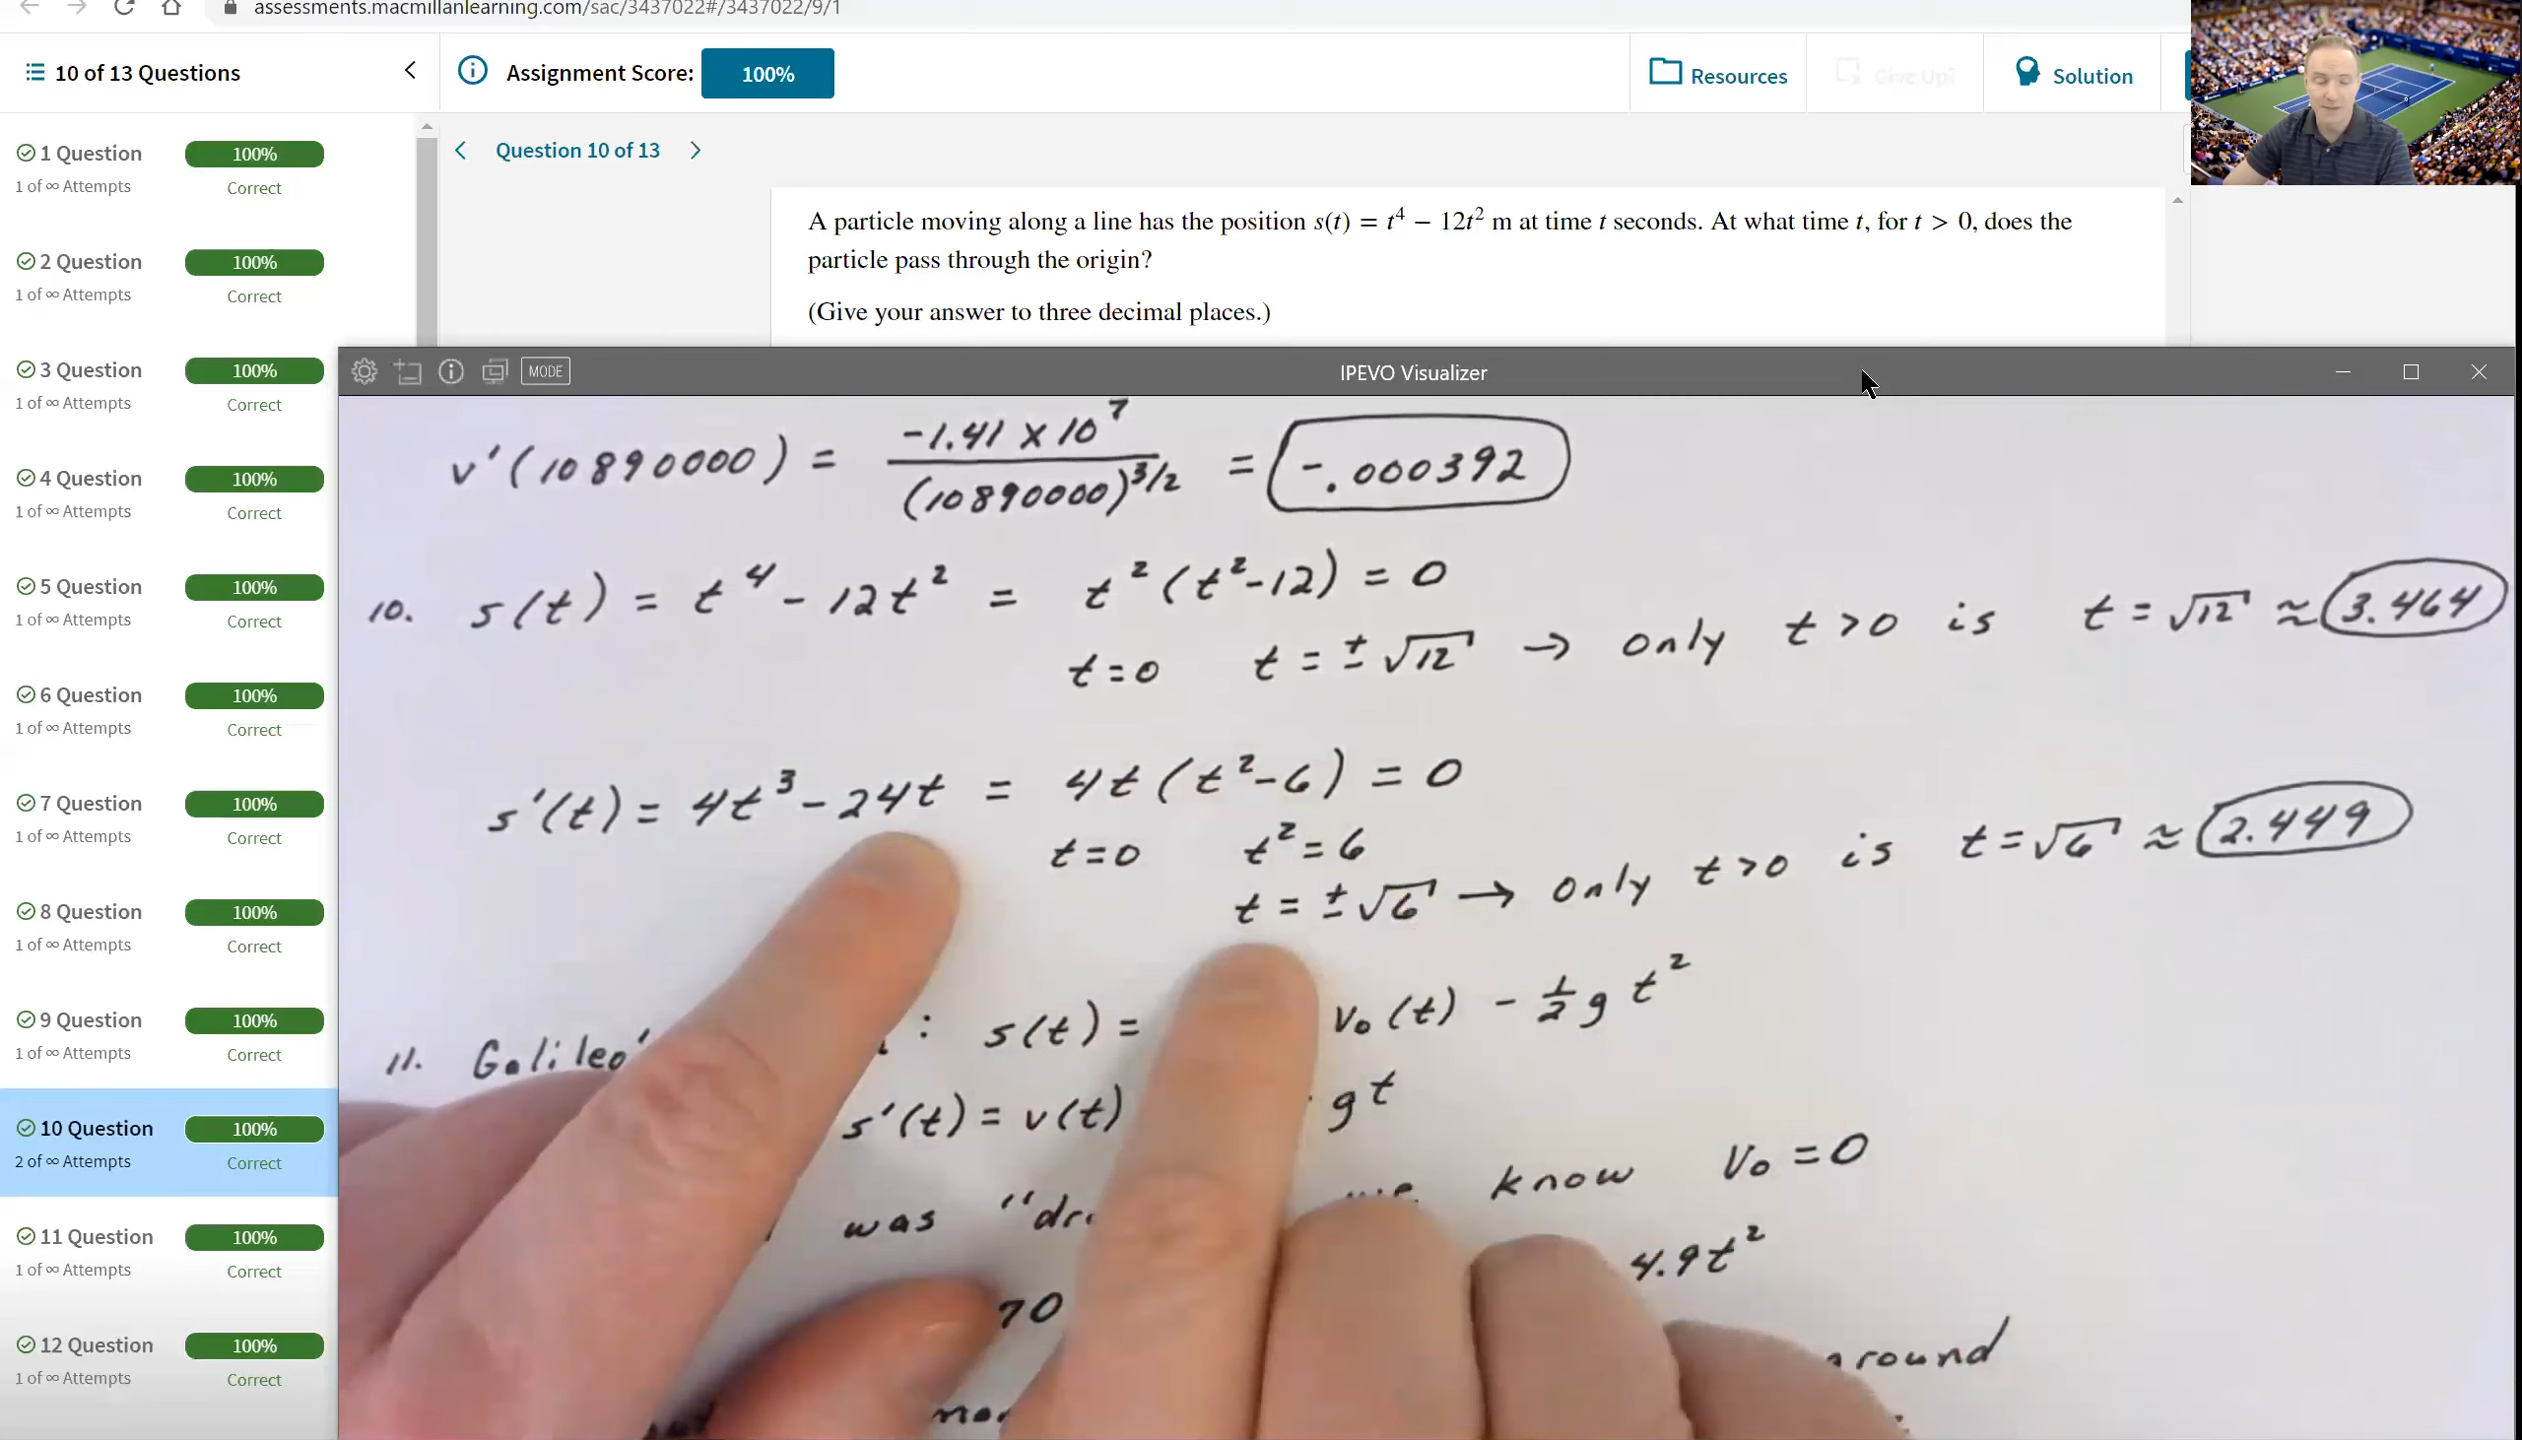 assessments.macmillanlearning.com/sac/3437022#/3437022/9/1
10 of 13 Questions
Assignment Score: 100%
Resources
Give Up?
Solution
1 Question 100%
1 of ∞ Attempts Correct
2 Question 100%
1 of ∞ Attempts Correct
3 Question 100%
1 of ∞ Attempts Correct
4 Question 100%
1 of ∞ Attempts Correct
5 Question 100%
1 of ∞ Attempts Correct
6 Question 100%
1 of ∞ Attempts Correct
7 Question 100%
1 of ∞ Attempts Correct
8 Question 100%
1 of ∞ Attempts Correct
9 Question 100%
1 of ∞ Attempts Correct
10 Question 100%
2 of ∞ Attempts Correct
11 Question 100%
1 of ∞ Attempts Correct
12 Question 100%
1 of ∞ Attempts Correct
Question 10 of 13
A particle moving along a line has the position s(t) = t⁴ − 12t² m at time t seconds. At what time t, for t > 0, does the
particle pass through the origin?
(Give your answer to three decimal places.)
MODE
IPEVO Visualizer
v'(10890000) = -1.41 x 10⁷ / (10890000)^3/2 = -.000392
10. s(t) = t⁴ - 12t² = t²(t²-12) = 0
t=0 t = ±√12 → only t>0 is t = √12 ≈ 3.464
s'(t) = 4t³ - 24t = 4t(t²-6) = 0
t=0 t² = 6
t = ±√6 → only t>0 is t = √6 ≈ 2.449
11. Galileo' : s(t) = v₀(t) - ½gt²
s'(t) = v(t) gt
was know v₀ = 0
70 4.9t²